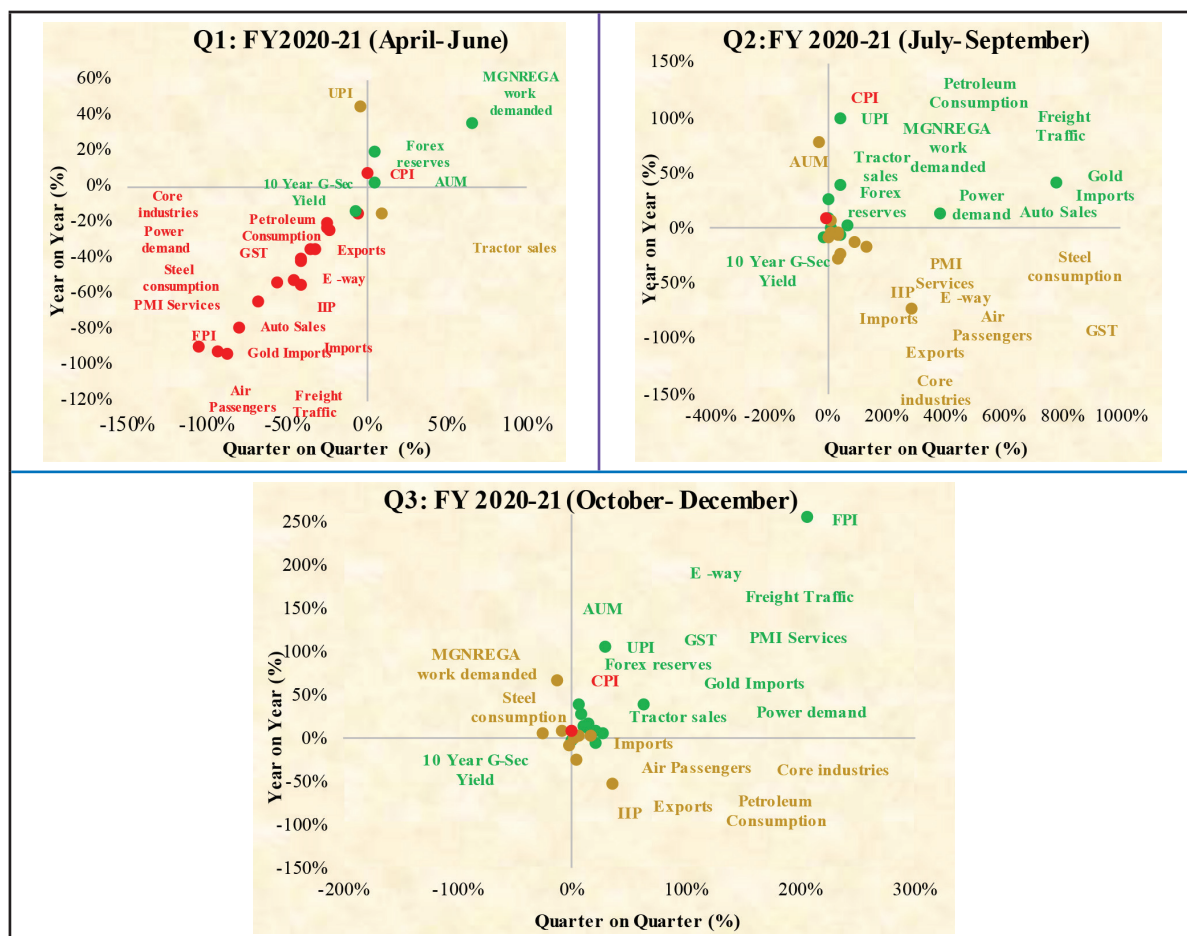 Q1: FY2020-21 (April-June)
60%
40%
20%
0%
-20%
-40%
-60%
-80%
-100%
-120%
Year on Year (%)
UPI
MGNREGA
work
demanded
Forex
reserves
CPI
10 Year G-Sec
Yield
AUM
Core
industries
Power
demand
Petroleum
Consumption
GST
Exports
Tractor sales
Steel
consumption
E -way
PMI Services
IIP
Auto Sales
FPI
Gold Imports
Imports
Air
Passengers
Freight
Traffic
-150%
-100%
-50%
0%
50%
100%
Quarter on Quarter (%)
Q2:FY 2020-21 (July-September)
150%
100%
50%
0%
-50%
-100%
-150%
Year on Year (%)
CPI
Petroleum
Consumption
UPI
MGNREGA
work
demanded
Freight
Traffic
AUM
Tractor
sales
Forex
reserves
Power
demand
Gold
Imports
Auto Sales
10 Year G-Sec
Yield
PMI
Services
Steel
consumption
IIP
E -way
Imports
Air
Passengers
GST
Exports
Core
industries
-400%
-200%
0%
200%
400%
600%
800%
1000%
Quarter on Quarter (%)
Q3: FY 2020-21 (October- December)
250%
200%
150%
100%
50%
0%
-50%
-100%
-150%
Year on Year (%)
FPI
E -way
Freight Traffic
AUM
UPI
GST
PMI Services
MGNREGA
work demanded
Forex reserves
CPI
Gold Imports
Steel
consumption
Tractor sales
Power demand
10 Year G-Sec
Yield
Imports
Air Passengers
Core industries
IIP
Exports
Petroleum
Consumption
-200%
-100%
0%
100%
200%
300%
Quarter on Quarter (%)